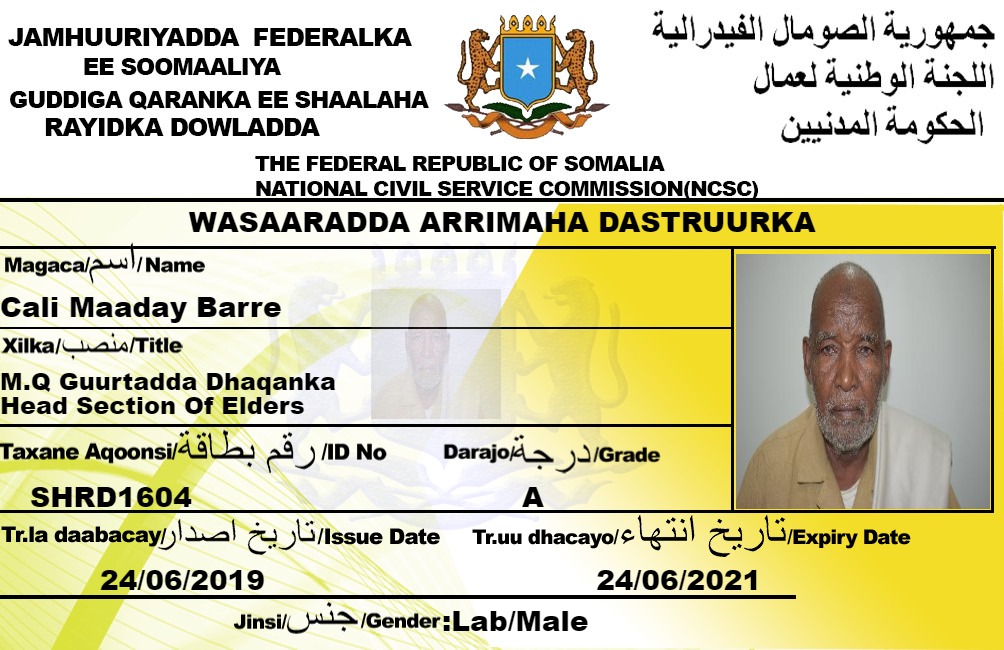 JAMHUURIYADDA FEDERALKA
EE SOOMAALIYA
GUDDIGA QARANKA EE SHAALAHA
RAYIDKA DOWLADDA
جمهورية الصومال الفيدرالية
اللجنة الوطنية لعمال
الحكومة المدنيين
THE FEDERAL REPUBLIC OF SOMALIA
NATIONAL CIVIL SERVICE COMMISSION(NCSC)
WASAARADDA ARRIMAHA DASTRUURKA
Magaca/اسم/Name
Cali Maaday Barre
Xilka/منصب/Title
M.Q Guurtadda Dhaqanka
Head Section Of Elders
Taxane Aqoonsi/رقم بطاقة/ID No
Darajo/درجة/Grade
SHRD1604
A
Tr.la daabacay/تاريخ اصدار/Issue Date
Tr.uu dhacayo/تاريخ انتهاء/Expiry Date
24/06/2019
24/06/2021
Jinsi/جنس/Gender:Lab/Male